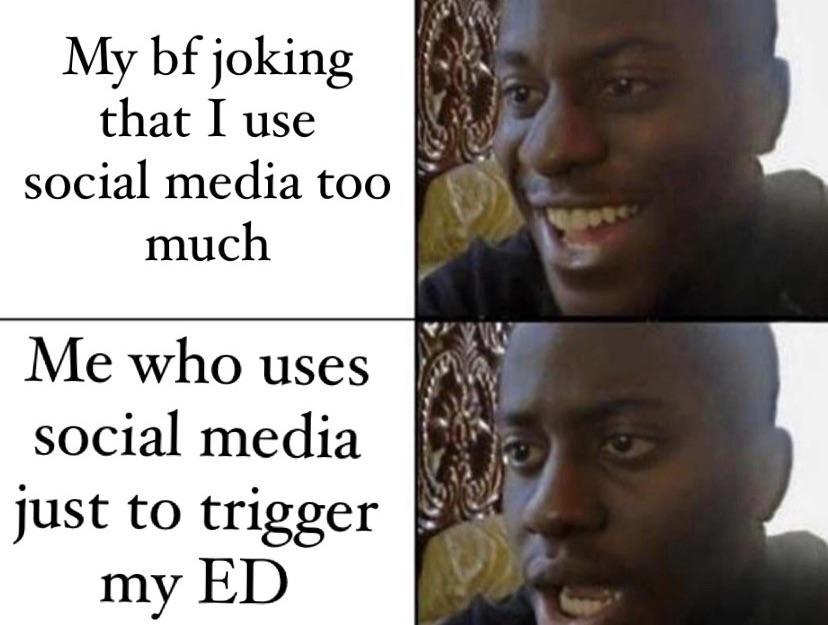 My bf joking
that I use
social media too
much
Me who uses
social media
just to trigger
my ED